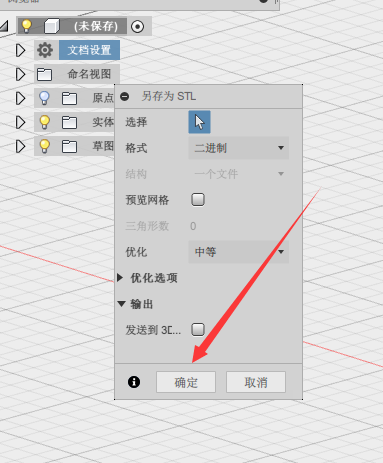 (未保存)
文档设置
命名视图
原点
实体
草图
另存为 STL
选择
格式 二进制
结构 一个文件
预览网格
三角形数 0
优化 中等
优化选项
输出
发送到 3D...
确定 取消